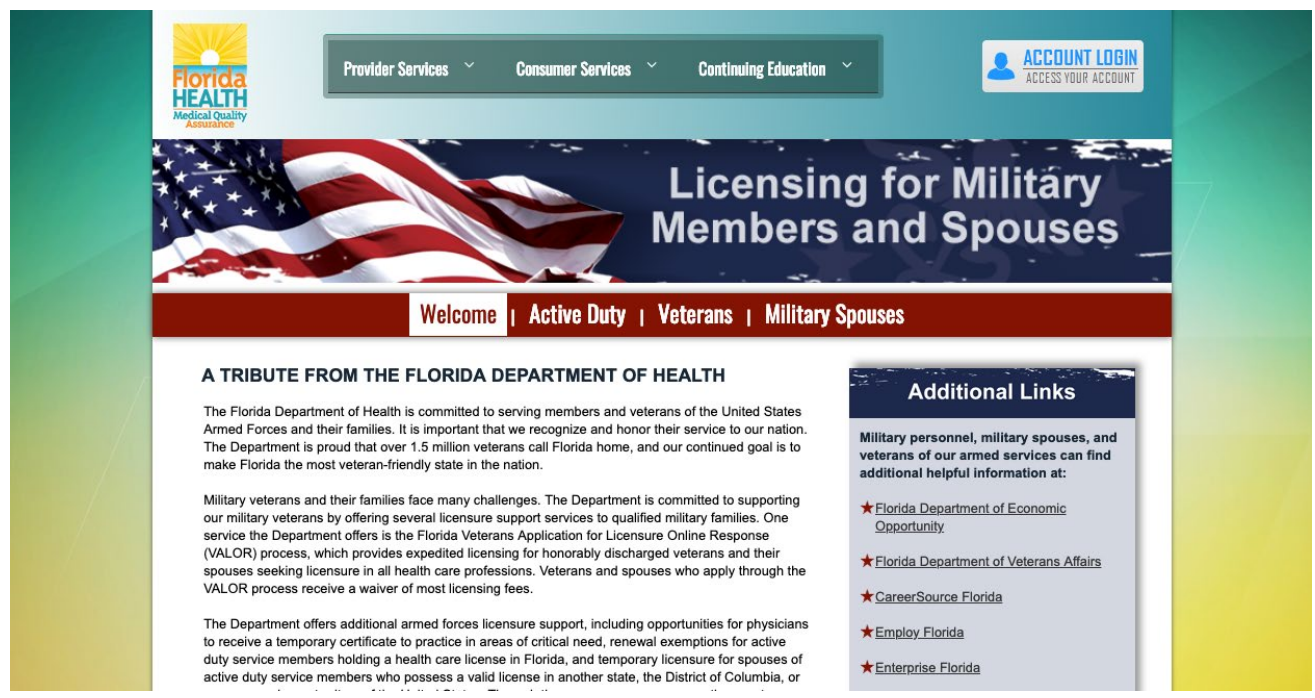 Florida
HEALTH
Medical Quality
Assurance
Provider Services
Consumer Services
Continuing Education
ACCOUNT LOGIN
ACCESS YOUR ACCOUNT
Licensing for Military
Members and Spouses
Welcome | Active Duty | Veterans | Military Spouses
A TRIBUTE FROM THE FLORIDA DEPARTMENT OF HEALTH
The Florida Department of Health is committed to serving members and veterans of the United States
Armed Forces and their families. It is important that we recognize and honor their service to our nation.
The Department is proud that over 1.5 million veterans call Florida home, and our continued goal is to
make Florida the most veteran-friendly state in the nation.
Military veterans and their families face many challenges. The Department is committed to supporting
our military veterans by offering several licensure support services to qualified military families. One
service the Department offers is the Florida Veterans Application for Licensure Online Response
(VALOR) process, which provides expedited licensing for honorably discharged veterans and their
spouses seeking licensure in all health care professions. Veterans and spouses who apply through the
VALOR process receive a waiver of most licensing fees.
The Department offers additional armed forces licensure support, including opportunities for physicians
to receive a temporary certificate to practice in areas of critical need, renewal exemptions for active
duty service members holding a health care license in Florida, and temporary licensure for spouses of
active duty service members who possess a valid license in another state, the District of Columbia, or
Additional Links
Military personnel, military spouses, and
veterans of our armed services can find
additional helpful information at:
Florida Department of Economic
Opportunity
Florida Department of Veterans Affairs
CareerSource Florida
Employ Florida
Enterprise Florida